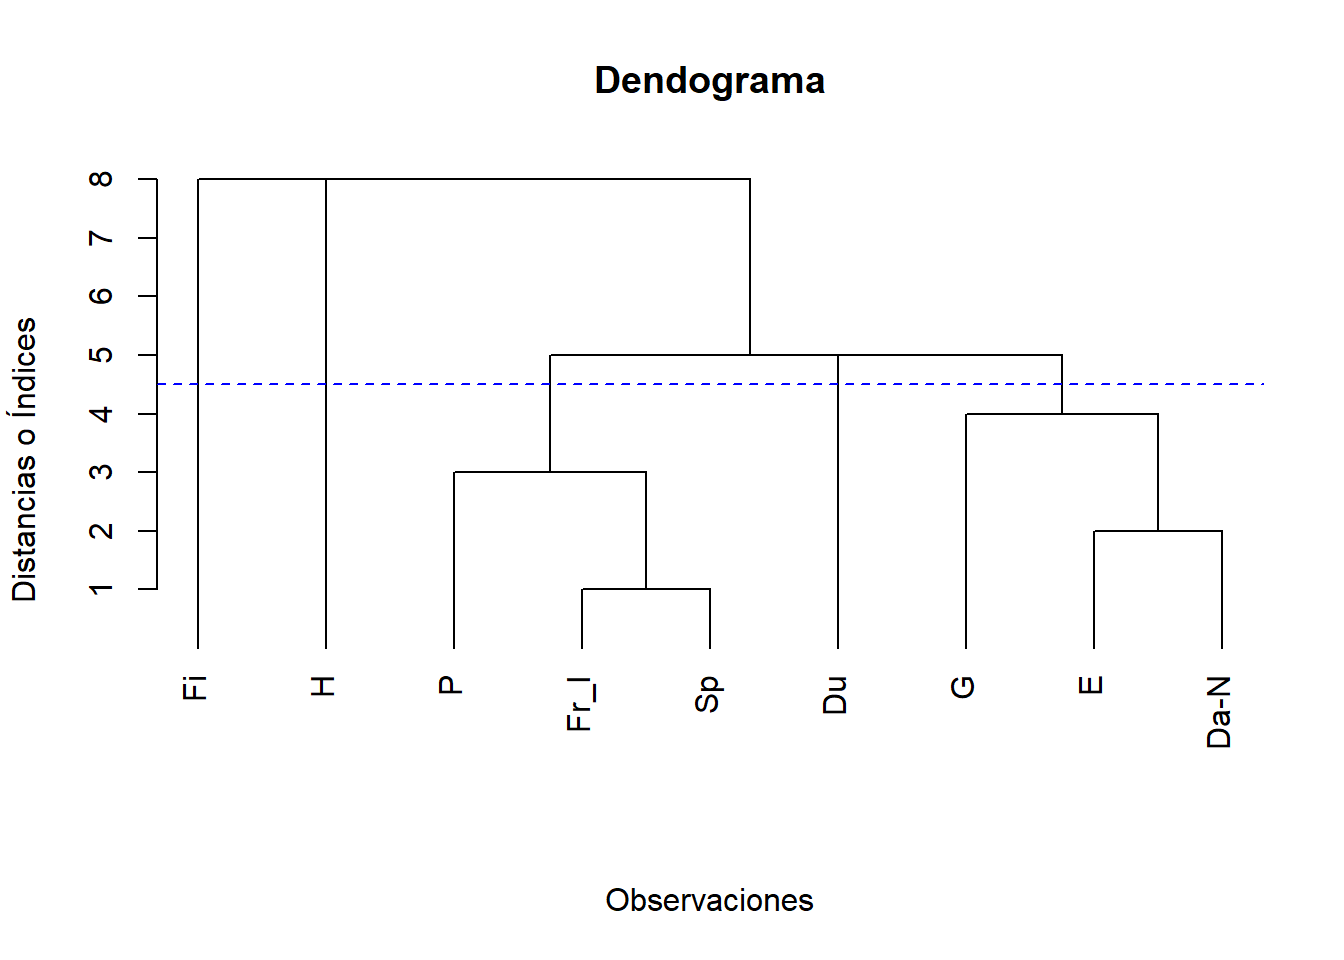 Dendograma
Distancias o Índices
8
7
6
5
4
3
2
1
Fi
H
P
Fr_I
Sp
Du
G
E
Da-N
Observaciones